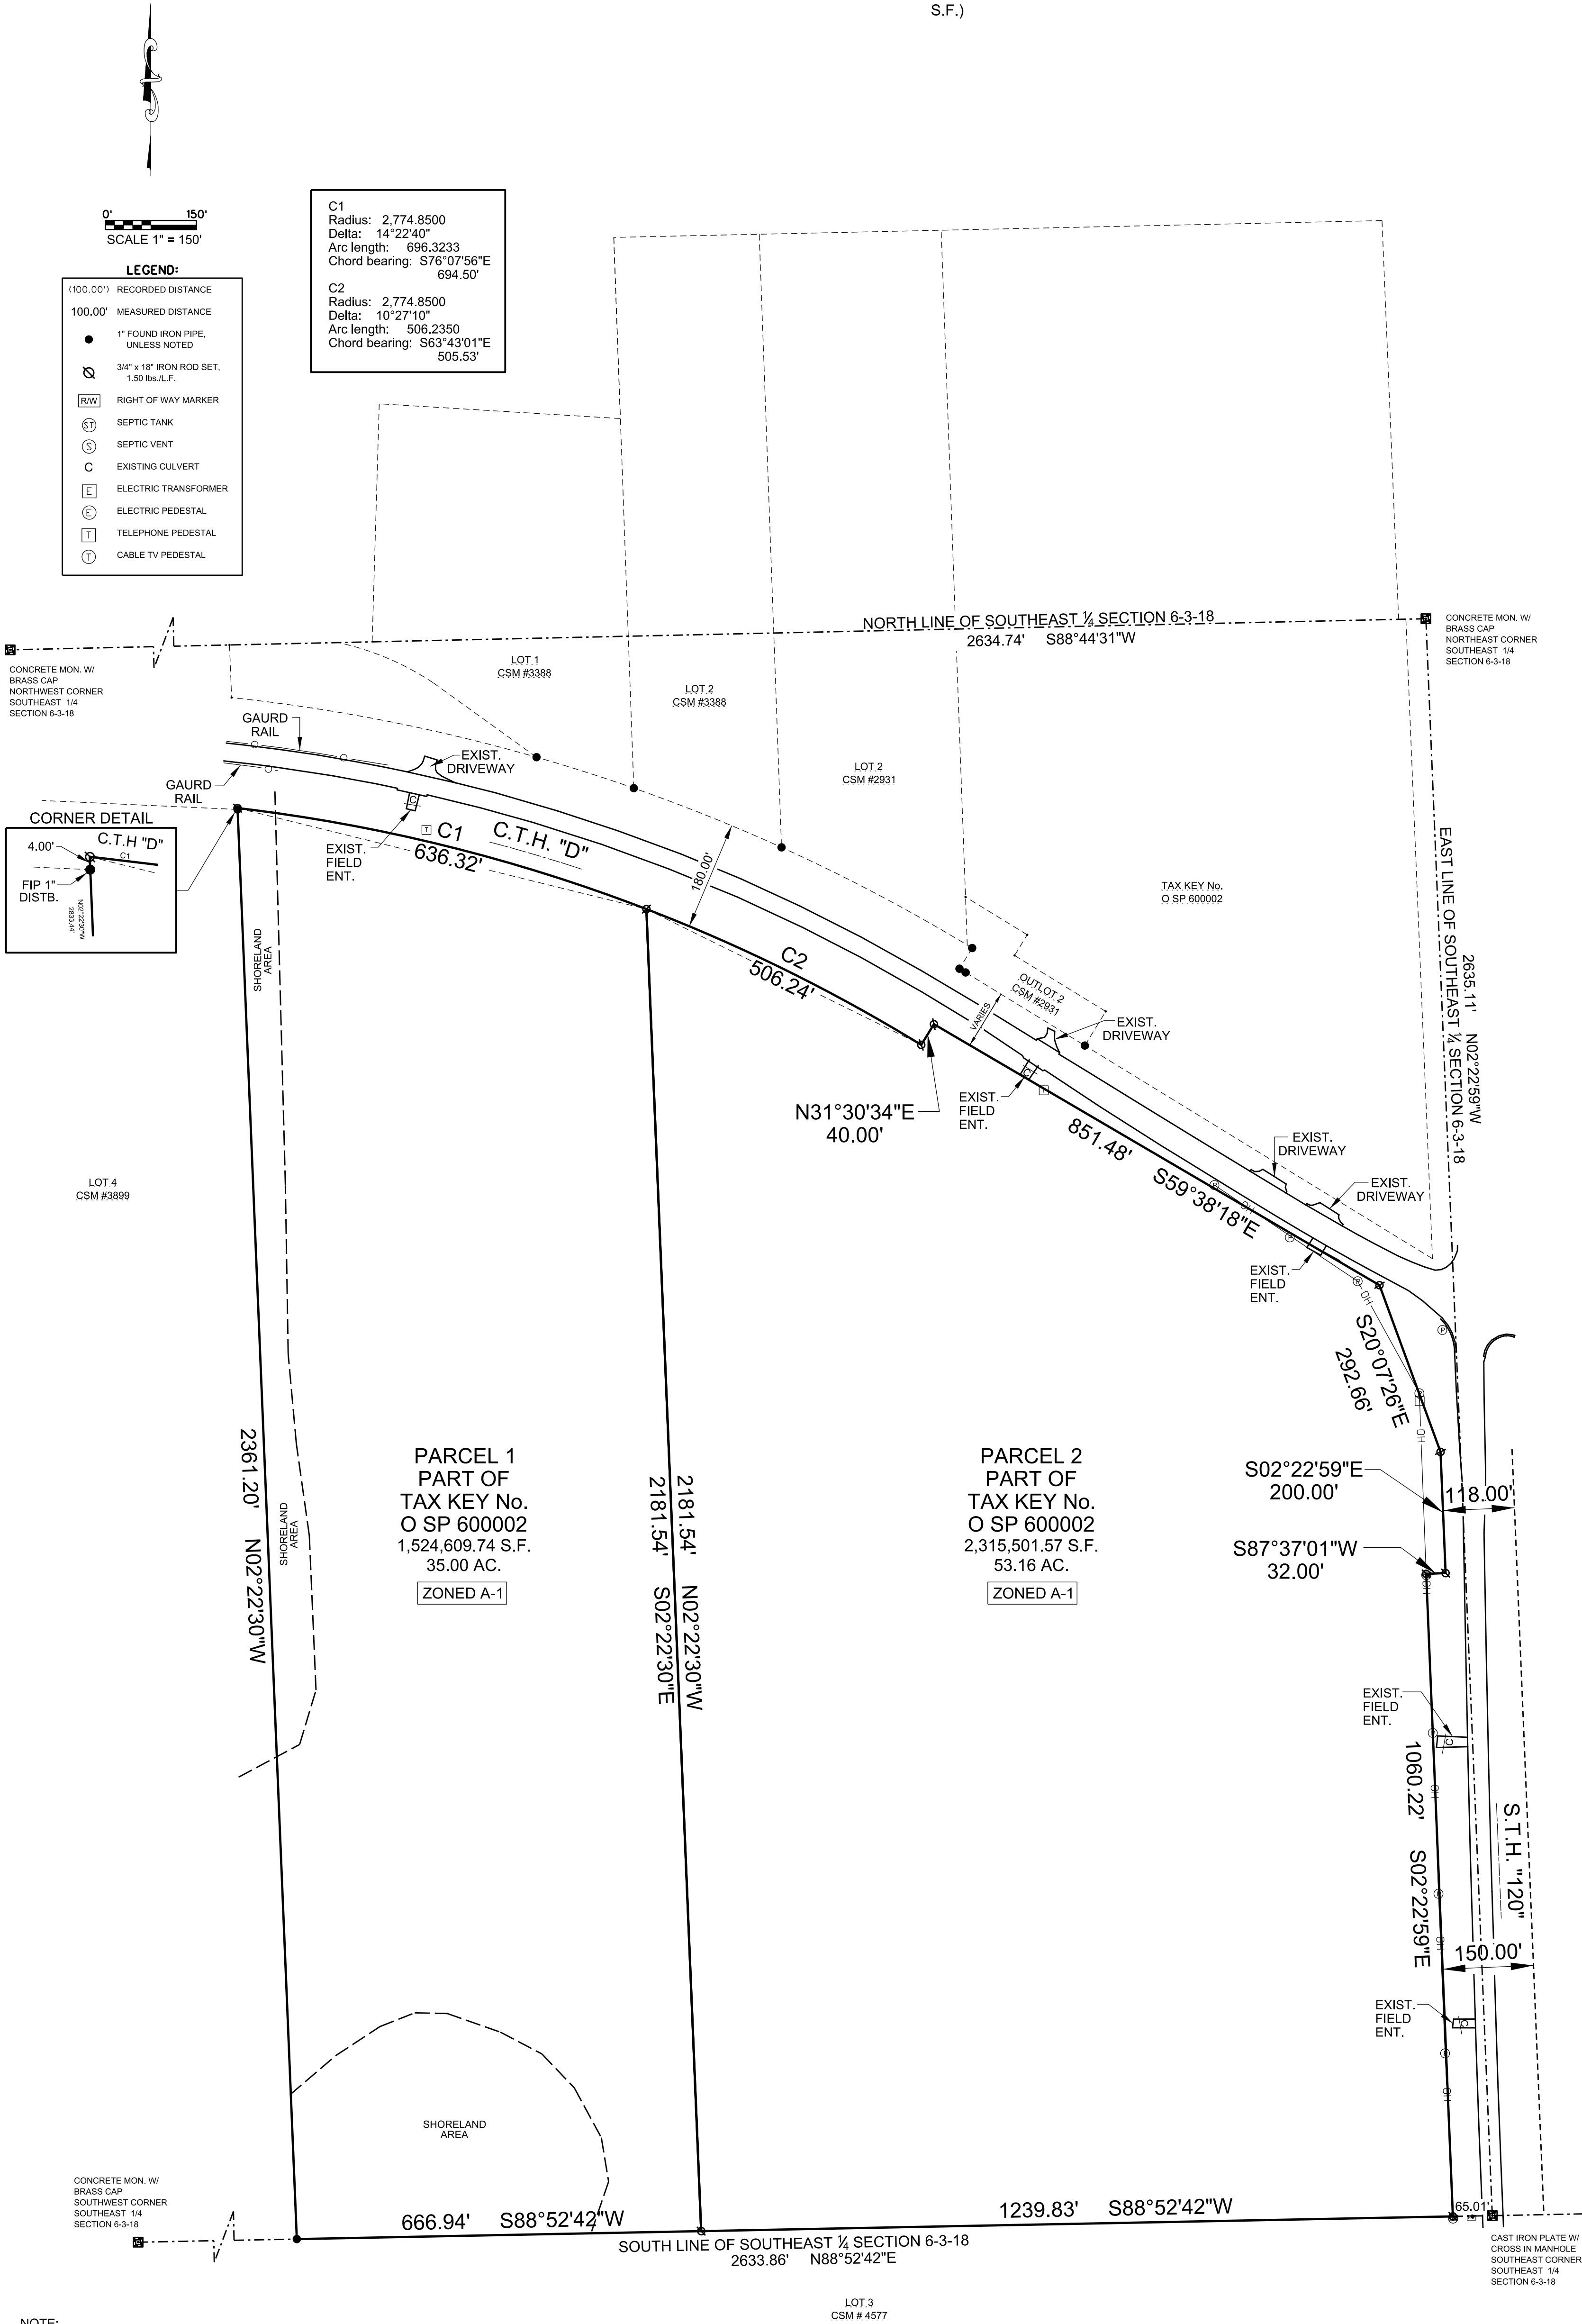 S.F.)
0' 150'
SCALE 1" = 150'
LEGEND:
(100.00') RECORDED DISTANCE
100.00' MEASURED DISTANCE
1" FOUND IRON PIPE,
UNLESS NOTED
3/4" x 18" IRON ROD SET,
1.50 lbs./L.F.
R/W RIGHT OF WAY MARKER
ST SEPTIC TANK
S SEPTIC VENT
C EXISTING CULVERT
E ELECTRIC TRANSFORMER
E ELECTRIC PEDESTAL
T TELEPHONE PEDESTAL
T CABLE TV PEDESTAL
C1
Radius: 2,774.8500
Delta: 14°22'40"
Arc length: 696.3233
Chord bearing: S76°07'56"E
694.50'
C2
Radius: 2,774.8500
Delta: 10°27'10"
Arc length: 506.2350
Chord bearing: S63°43'01"E
505.53'
NORTH LINE OF SOUTHEAST ¼ SECTION 6-3-18
2634.74' S88°44'31"W
CONCRETE MON. W/
BRASS CAP
NORTHEAST CORNER
SOUTHEAST 1/4
SECTION 6-3-18
CONCRETE MON. W/
BRASS CAP
NORTHWEST CORNER
SOUTHEAST 1/4
SECTION 6-3-18
LOT 1
CSM #3388
LOT 2
CSM #3388
LOT 2
CSM #2931
GAURD
RAIL
EXIST.
DRIVEWAY
GAURD
RAIL
CORNER DETAIL
4.00'
C.T.H "D"
C1
FIP 1"
DISTB.
N02°22'30"W
2833.44'
EXIST.
FIELD
ENT.
T
C
C1
636.32'
C.T.H. "D"
180.00'
TAX KEY No.
O SP 600002
EAST LINE OF SOUTHEAST ¼ SECTION 6-3-18
2635.11' N02°22'59"W
SHORELAND
AREA
C2
506.24'
OUTLOT 2
CSM #2931
VARIES
EXIST.
DRIVEWAY
N31°30'34"E
40.00'
EXIST.
FIELD
ENT.
C
851.48' S59°38'18"E
EXIST.
DRIVEWAY
EXIST.
DRIVEWAY
LOT 4
CSM #3899
OH
P
EXIST.
FIELD
ENT.
P
OH
P
S20°07'26"E
292.66'
OH
2361.20' N02°22'30"W
SHORELAND
AREA
PARCEL 1
PART OF
TAX KEY No.
O SP 600002
1,524,609.74 S.F.
35.00 AC.
ZONED A-1
2181.54' N02°22'30"W
2181.54' S02°22'30"E
PARCEL 2
PART OF
TAX KEY No.
O SP 600002
2,315,501.57 S.F.
53.16 AC.
ZONED A-1
S02°22'59"E
200.00'
118.00'
S87°37'01"W
32.00'
OH
EXIST.
FIELD
ENT.
C
1060.22' S02°22'59"E
OH
S.T.H. "120"
OH
150.00'
EXIST.
FIELD
ENT.
C
OH
SHORELAND
AREA
CONCRETE MON. W/
BRASS CAP
SOUTHWEST CORNER
SOUTHEAST 1/4
SECTION 6-3-18
666.94' S88°52'42"W
1239.83' S88°52'42"W
65.01'
SOUTH LINE OF SOUTHEAST ¼ SECTION 6-3-18
2633.86' N88°52'42"E
CAST IRON PLATE W/
CROSS IN MANHOLE
SOUTHEAST CORNER
SOUTHEAST 1/4
SECTION 6-3-18
LOT 3
CSM # 4577
NOTE: